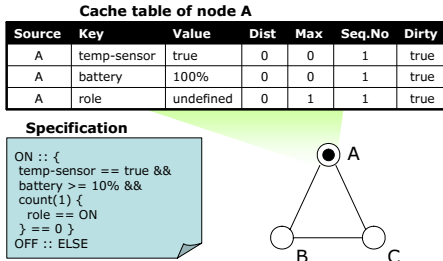 Cache table of node A
Source Key Value Dist Max Seq.No Dirty
A temp-sensor true 0 0 1 true
A battery 100% 0 0 1 true
A role undefined 0 1 1 true
Specification
ON :: {
temp-sensor == true &&
battery >= 10% &&
count(1) {
role == ON
} == 0 }
OFF :: ELSE
A
B
C